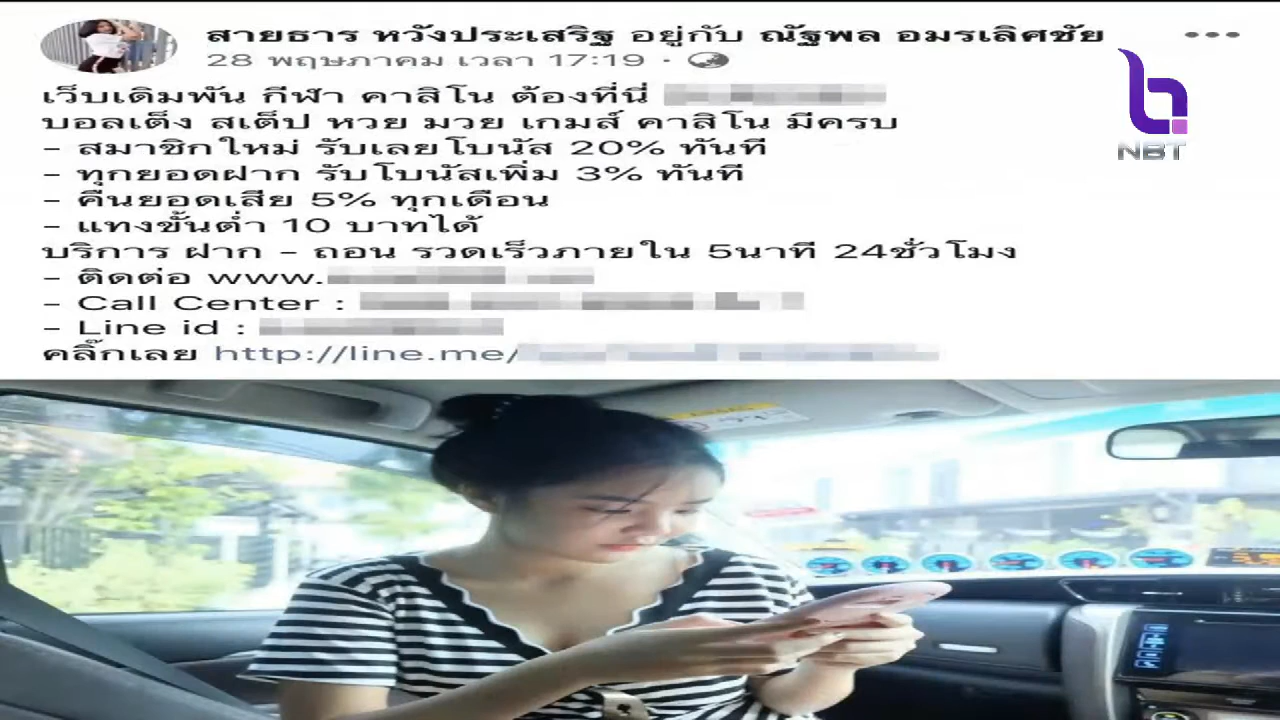 สายธาร หวังประเสริฐ อยู่กับ ณัฐพล อมรเลิศชัย
28 พฤษภาคม เวลา 17:19 ·
NBT
เว็บเดิมพัน กีฬา คาสิโน ต้องที่นี่
บอลเต็ง สเต็ป หวย มวย เกมส์ คาสิโน มีครบ
- สมาชิกใหม่ รับเลยโบนัส 20% ทันที
- ทุกยอดฝาก รับโบนัสเพิ่ม 3% ทันที
- คืนยอดเสีย 5% ทุกเดือน
- แทงขั้นต่ำ 10 บาทได้
บริการ ฝาก - ถอน รวดเร็วภายใน 5นาที 24ชั่วโมง
- ติดต่อ www.
- Call Center :
- Line id :
คลิ๊กเลย http://line.me/